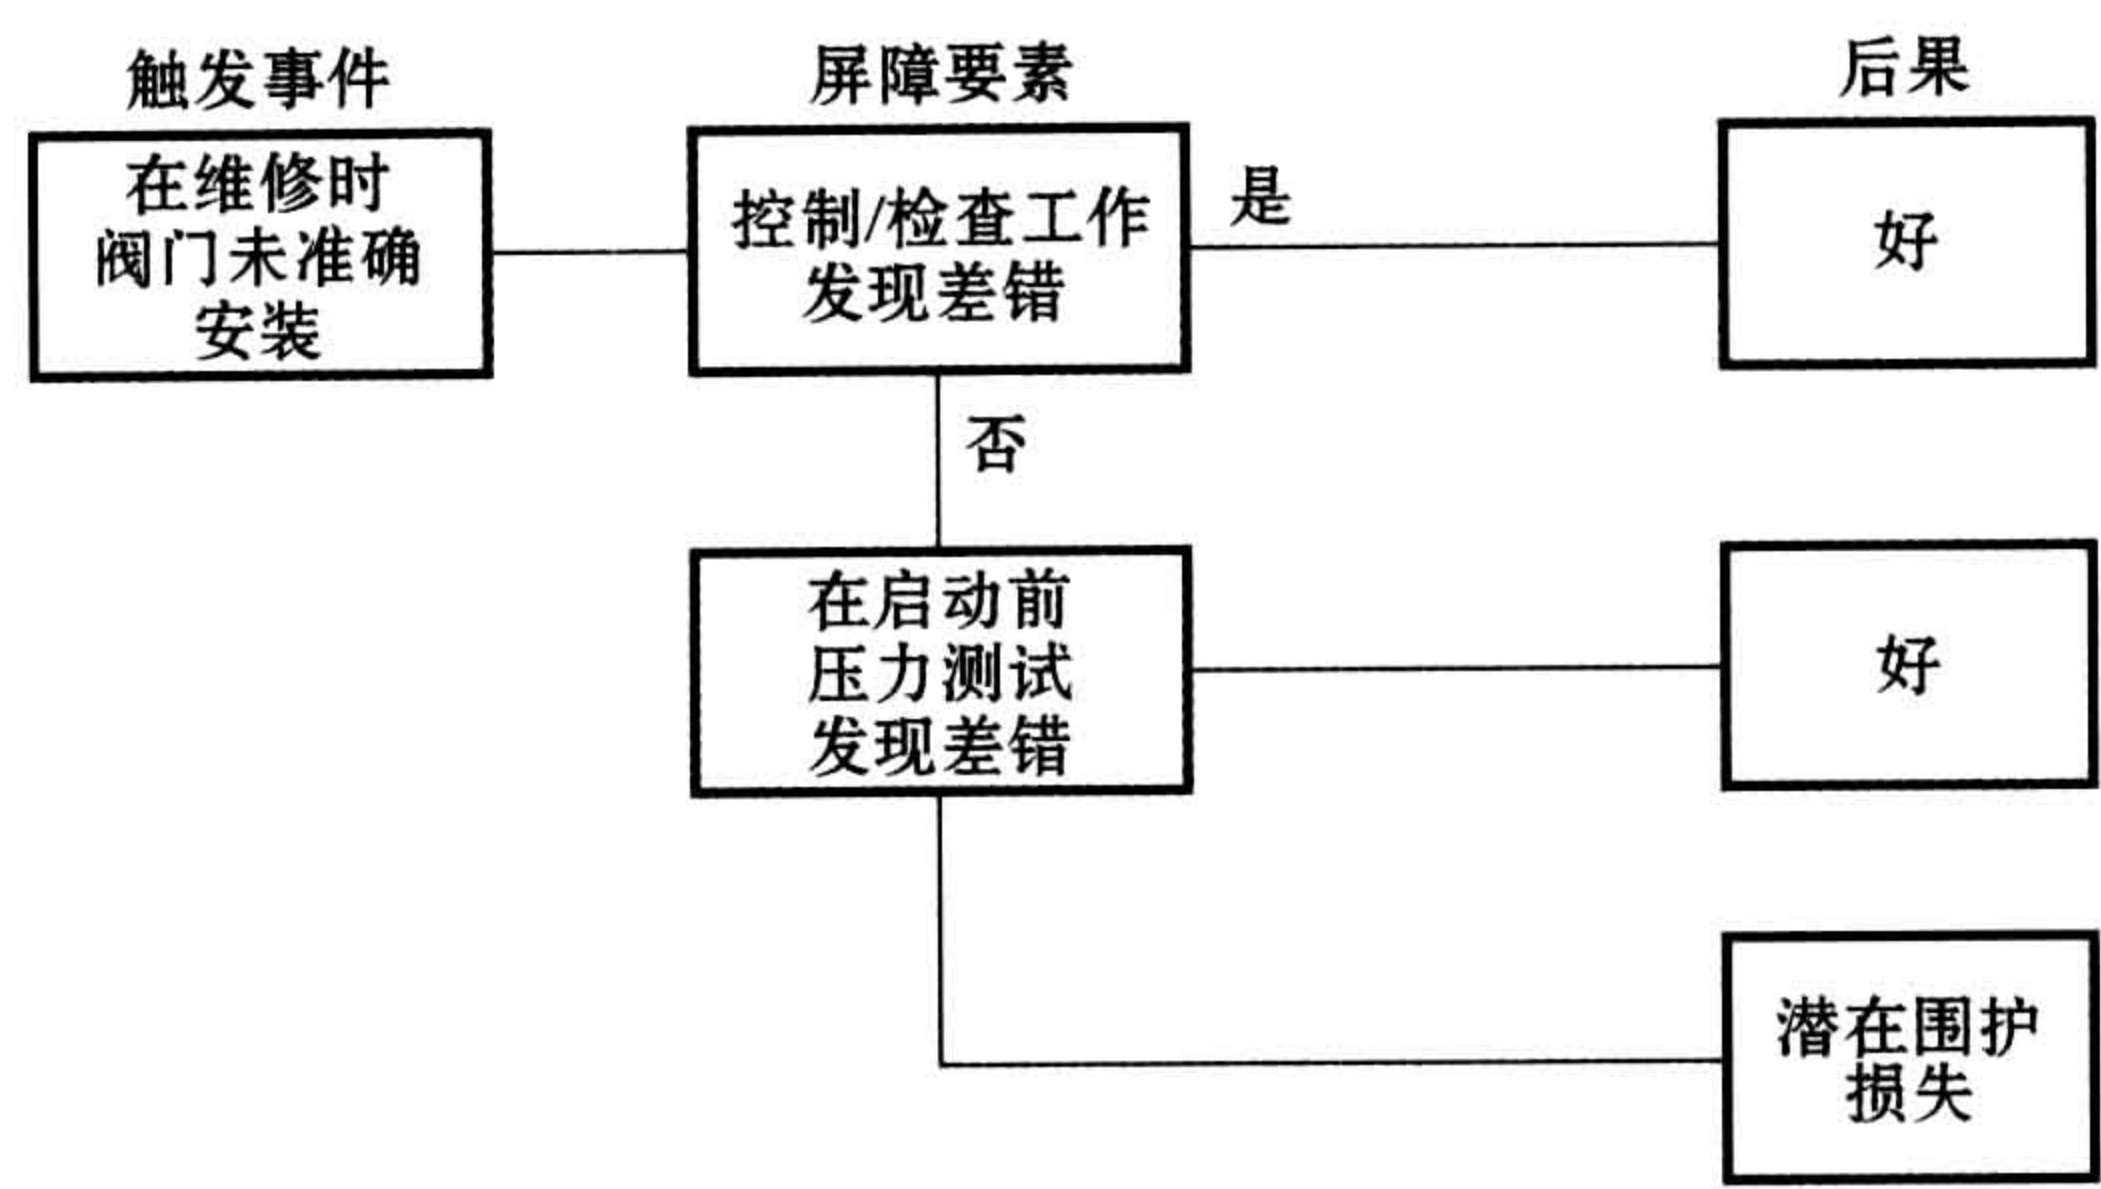 触发事件
屏障要素
后果
在维修时
阀门未准确
安装
控制/检查工作
发现差错
是
好
否
在启动前
压力测试
发现差错
好
潜在围护
损失